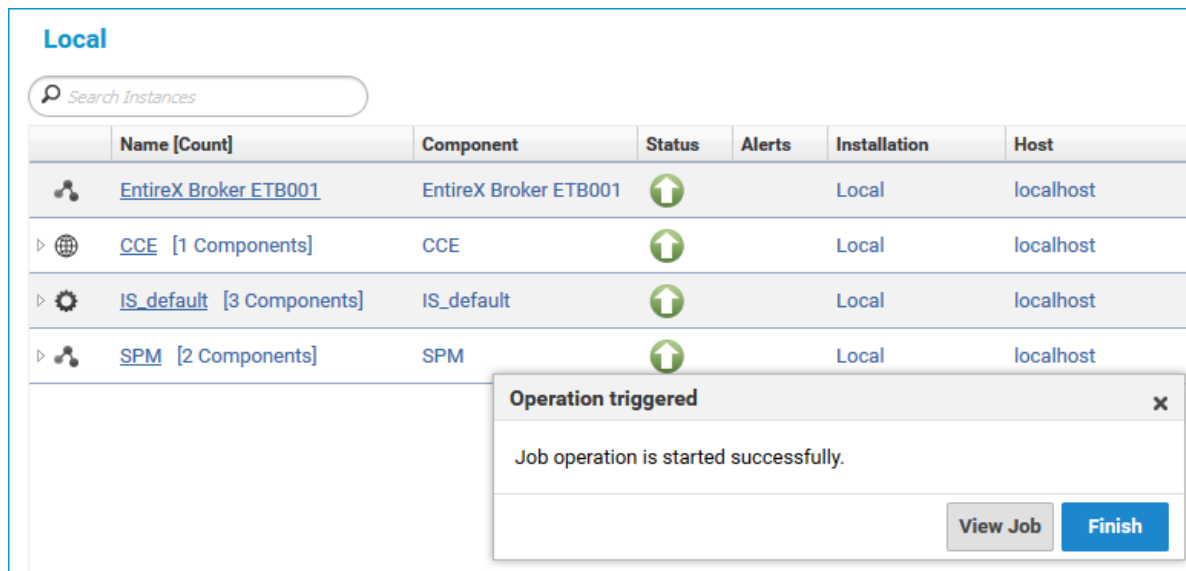 Local
Search Instances
Name [Count] Component Status Alerts Installation Host
EntireX Broker ETB001 EntireX Broker ETB001 Local localhost
CCE [1 Components] CCE Local localhost
IS_default [3 Components] IS_default Local localhost
SPM [2 Components] SPM Local localhost
Operation triggered
Job operation is started successfully.
View Job Finish